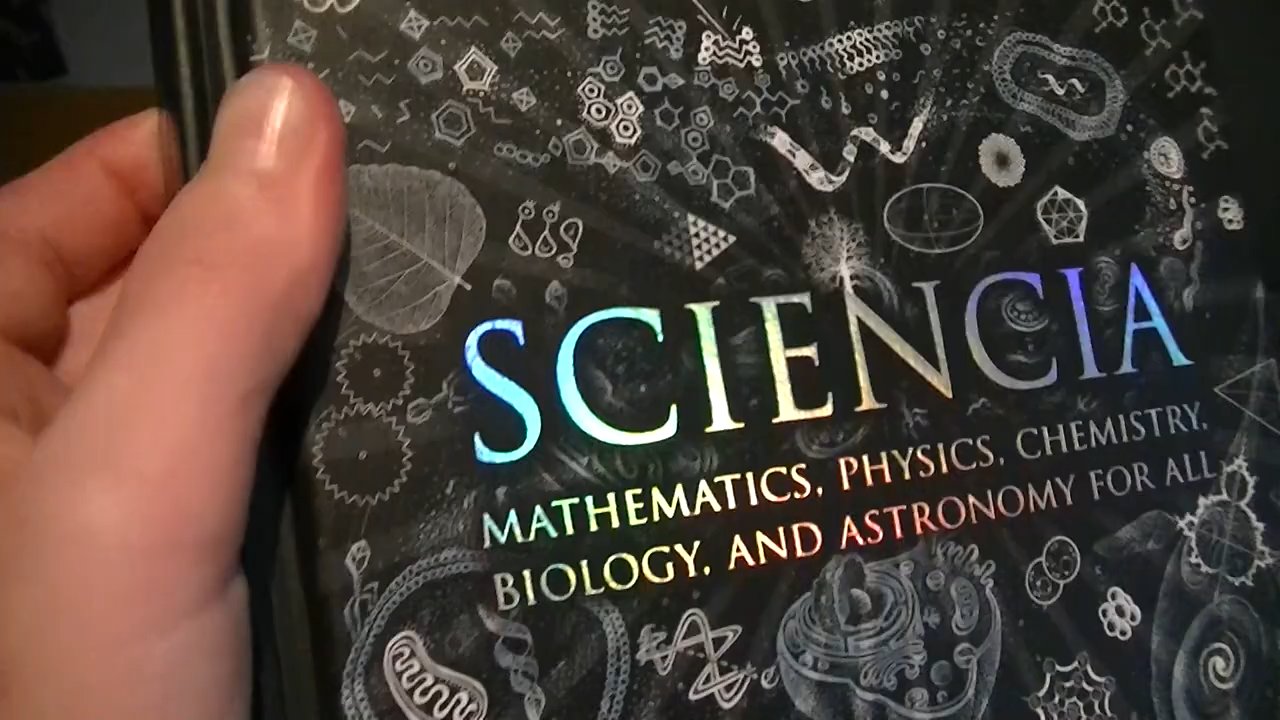 SCIENCIA
MATHEMATICS, PHYSICS, CHEMISTRY,
BIOLOGY, AND ASTRONOMY FOR ALL